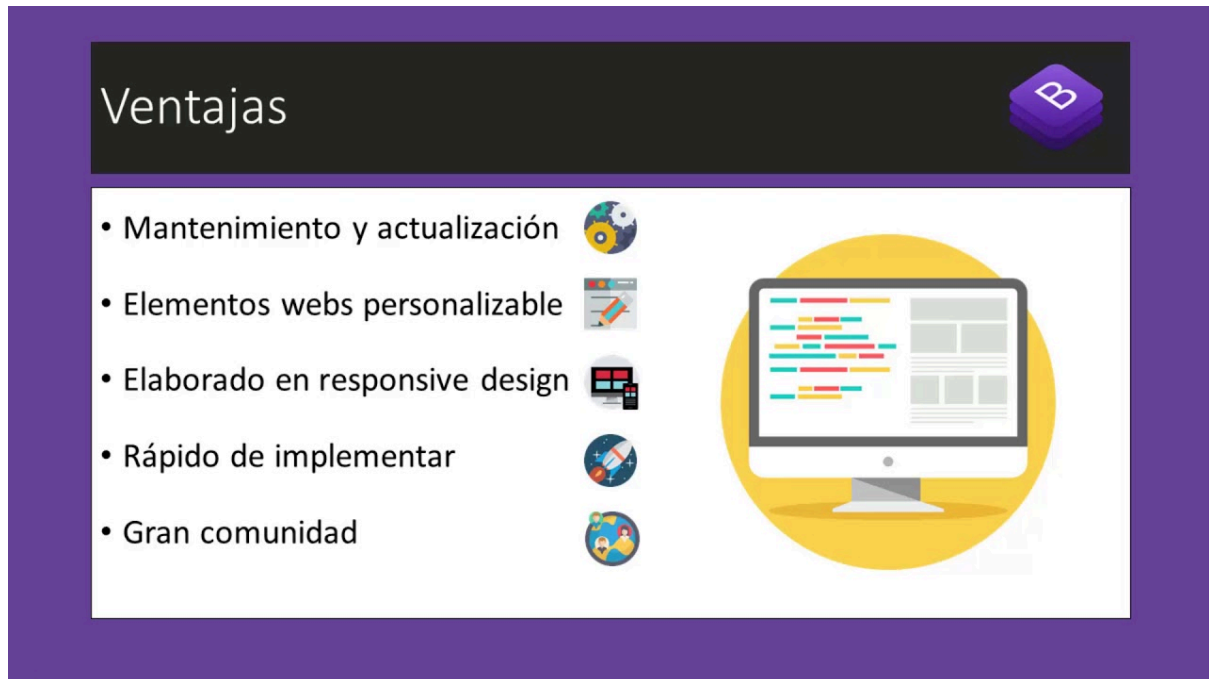 Ventajas
B
• Mantenimiento y actualización
• Elementos webs personalizable
• Elaborado en responsive design
• Rápido de implementar
• Gran comunidad